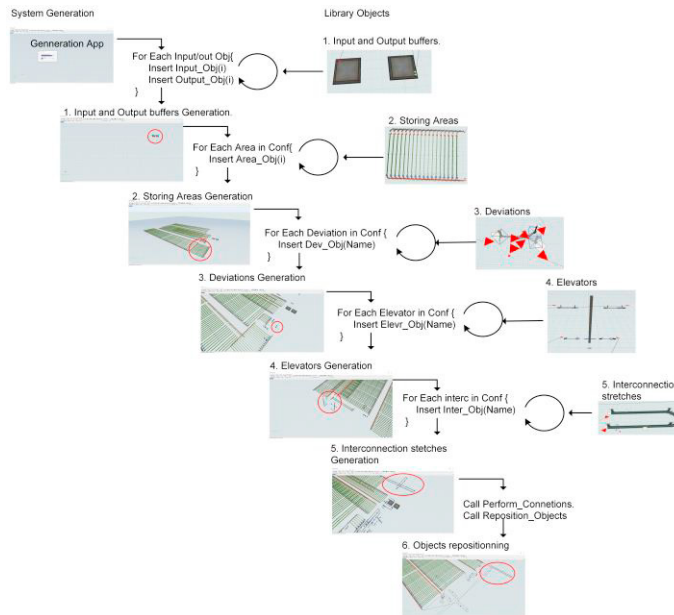 System Generation
Library Objects
Genneration App
For Each Input/out Obj{
Insert Input_Obj(i)
Insert Output_Obj(i)
}
1. Input and Output buffers.
1. Input and Output buffers Generation.
For Each Area in Conf{
Insert Area_Obj(i)
}
2. Storing Areas
2. Storing Areas Generation
For Each Deviation in Conf {
Insert Dev_Obj(Name)
}
3. Deviations
3. Deviations Generation
For Each Elevator in Conf {
Insert Elevr_Obj(Name)
}
4. Elevators
4. Elevators Generation
For Each interc in Conf {
Insert Inter_Obj(Name)
}
5. Interconnection
stretches
5. Interconnection stetches
Generation
Call Perform_Connetions.
Call Reposition_Objects
6. Objects repositionning